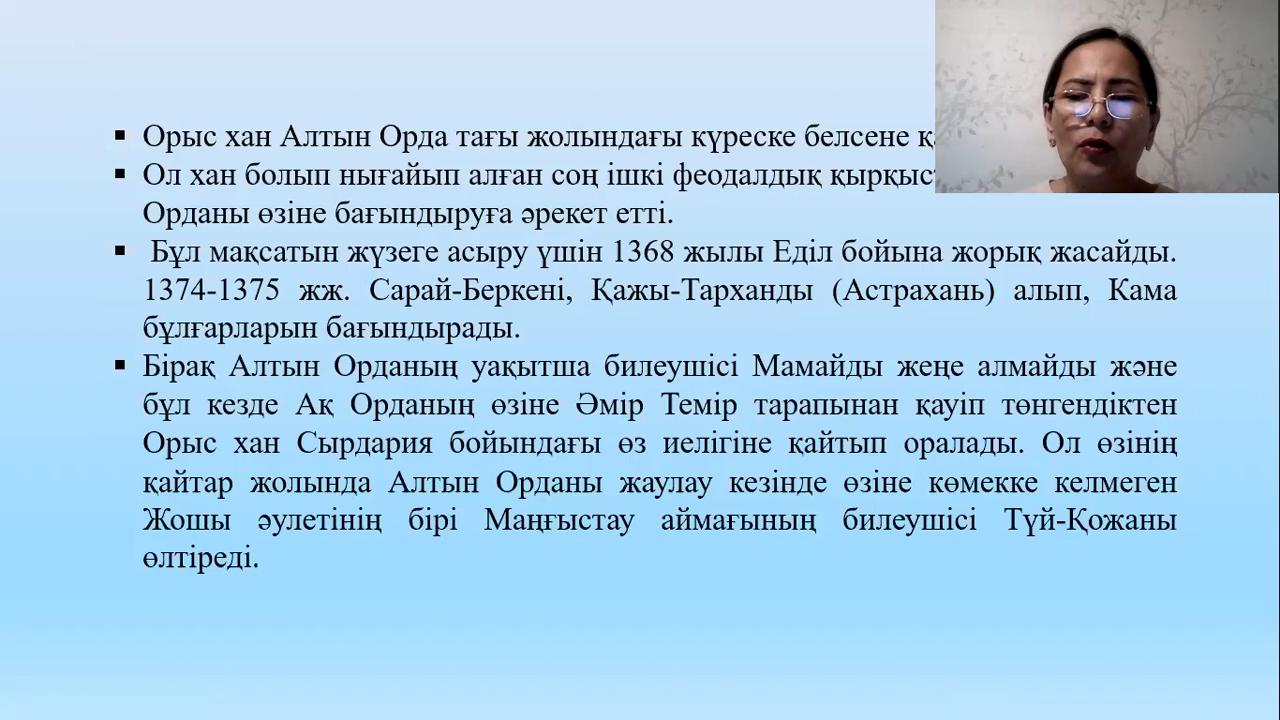 Орыс хан Алтын Орда тағы жолындағы күреске белсене
Ол хан болып нығайып алған соң ішкі феодалдық
Орданы өзіне бағындыруға әрекет етті.
Бұл мақсатын жүзеге асыру үшін 1368 жылы Еділ бойына жорық жасайды.
1374-1375 жж. Сарай-Беркені, Қажы-Тарханды (Астрахань) алып, Кама
бұлғарларын бағындырады.
Бірақ Алтын Орданың уақытша билеушісі Мамайды жеңе алмайды және
бұл кезде Ақ Орданың өзіне Әмір Темір тарапынан қауіп төнгендіктен
Орыс хан Сырдария бойындағы өз иелігіне қайтып оралады. Ол өзінің
қайтар жолында Алтын Орданы жаулау кезінде өзіне көмекке келмеген
Жошы әулетінің бірі Маңғыстау аймағының билеушісі Түй-Қожаны
өлтіреді.